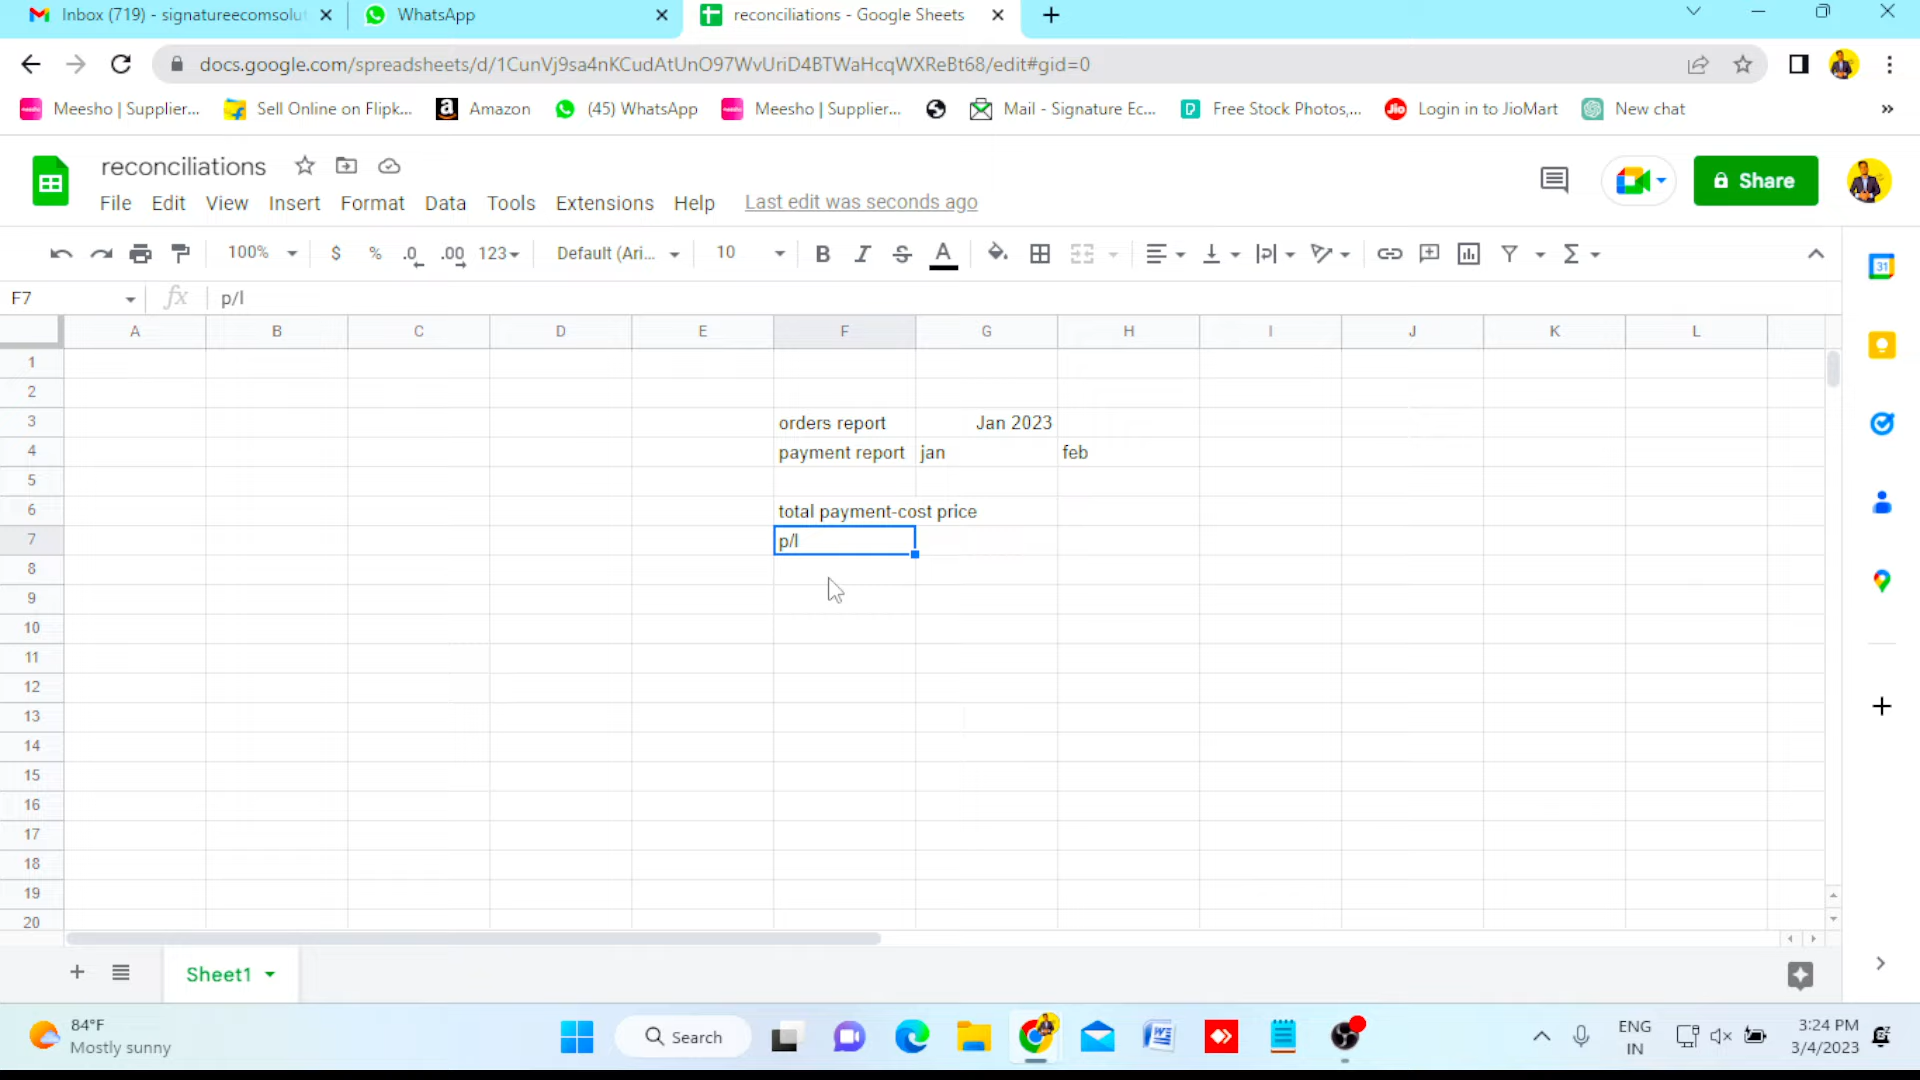 Inbox (719) - signatureecomsolut
WhatsApp
reconciliations - Google Sheets
docs.google.com/spreadsheets/d/1CunVj9sa4nKCudAtUnO97WvUriD4BTWaHcqWXReBt68/edit#gid=0
Meesho | Supplier... Sell Online on Flipk... Amazon (45) WhatsApp Meesho | Supplier... Mail - Signature Ec... Free Stock Photos,... Jio Login in to JioMart New chat »
reconciliations
Share
File Edit View Insert Format Data Tools Extensions Help Last edit was seconds ago
100% $ % .0 .00 123 Default (Ari... 10 B I S A Σ
31
F7 fx p/l
A B C D E F G H I J K L
1
2
3 orders report Jan 2023
4 payment report jan feb
5
6 total payment-cost price
7 p/l
8
9
10
11
12
13
14
15
16
17
18
19
20
Sheet1
84°F
Mostly sunny
Search
ENG
IN
3:24 PM
3/4/2023